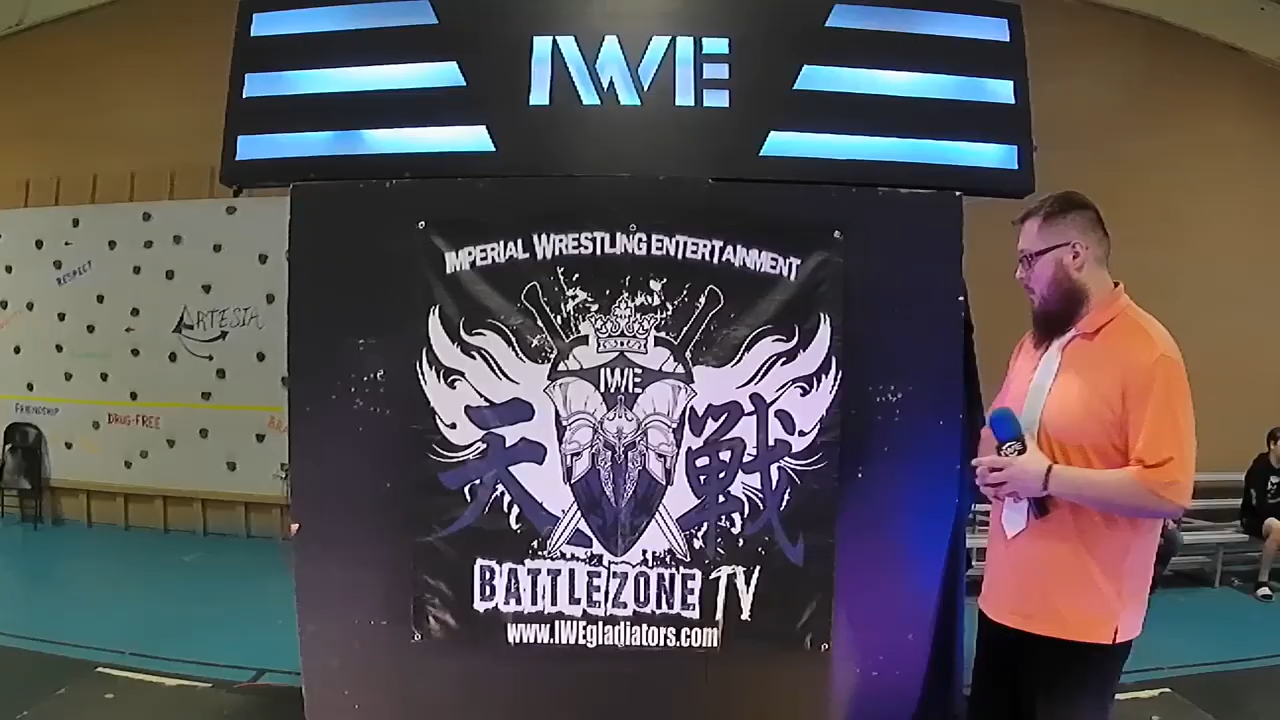 IWE
IMPERIAL WRESTLING ENTERTAINMENT
IWE
天 戦
BATTLEZONE TV
www.IWEgladiators.com
RESPECT
ARTESIA
FRIENDSHIP
DRUG-FREE